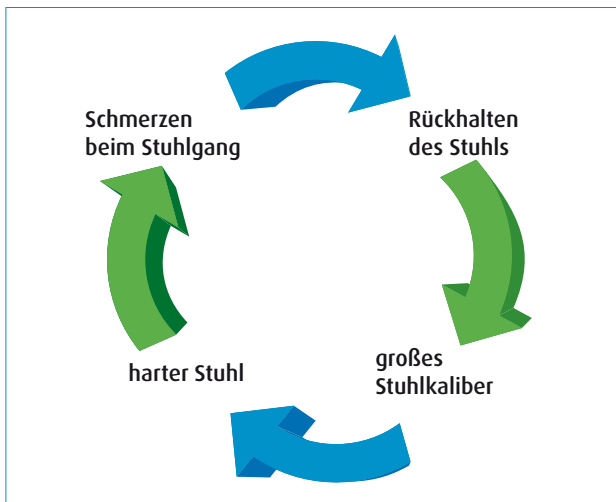 Schmerzen
beim Stuhlgang
Rückhalten
des Stuhls
großes
Stuhlkaliber
harter Stuhl